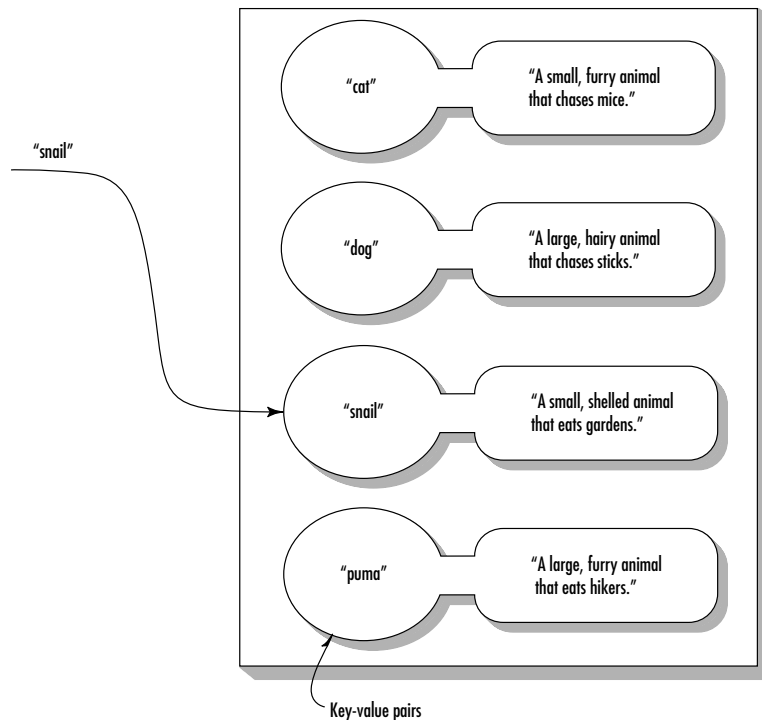 “cat”
“A small, furry animal
that chases mice.”
“snail”
“dog”
“A large, hairy animal
that chases sticks.”
“snail”
“A small, shelled animal
that eats gardens.”
“puma”
“A large, furry animal
that eats hikers.”
Key-value pairs